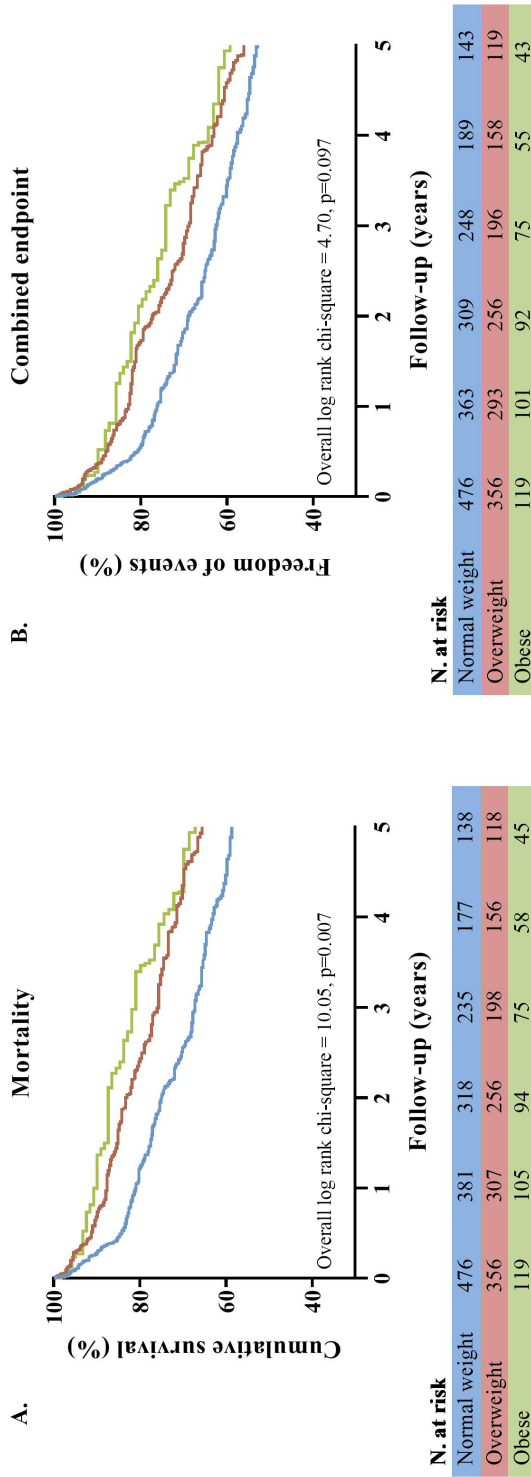 A.
Mortality
Cumulative survival (%)
100
80
60
Overall log rank chi-square = 10.05, p=0.007
0 1 2 3 4 5
Follow-up (years)
N. at risk
Normal weight 476 381 318 235 177 138
Overweight 356 307 256 198 156 118
Obese 119 105 94 75 58 45
B.
Combined endpoint
Freedom of events (%)
100
80
60
Overall log rank chi-square = 4.70, p=0.097
0 1 2 3 4 5
Follow-up (years)
N. at risk
Normal weight 476 363 309 248 189 143
Overweight 356 293 256 196 158 119
Obese 119 101 92 75 55 43